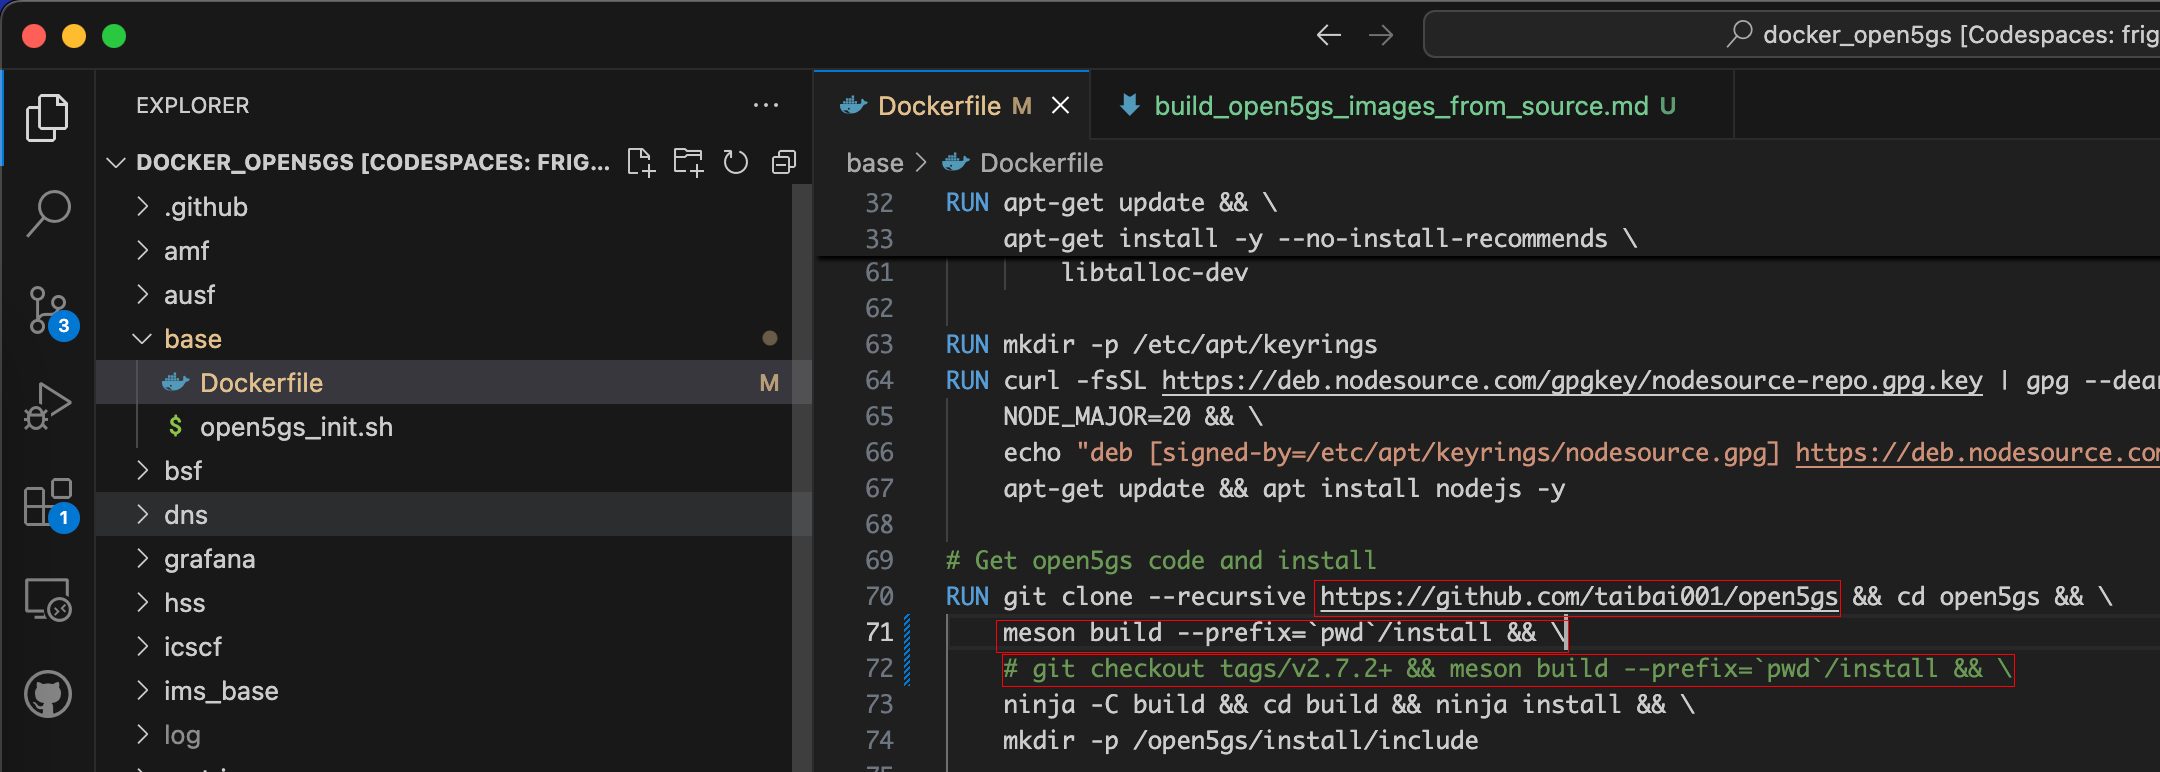 docker_open5gs [Codespaces: frig
EXPLORER
DOCKER_OPEN5GS [CODESPACES: FRIG...
.github
amf
ausf
base
Dockerfile M
$ open5gs_init.sh
bsf
dns
grafana
hss
icscf
ims_base
log
3
1
Dockerfile M
build_open5gs_images_from_source.md U
base > Dockerfile
32 RUN apt-get update && \
33 apt-get install -y --no-install-recommends \
61 libtalloc-dev
62
63 RUN mkdir -p /etc/apt/keyrings
64 RUN curl -fsSL https://deb.nodesource.com/gpgkey/nodesource-repo.gpg.key | gpg --dear
65 NODE_MAJOR=20 && \
66 echo "deb [signed-by=/etc/apt/keyrings/nodesource.gpg] https://deb.nodesource.co
67 apt-get update && apt install nodejs -y
68
69 # Get open5gs code and install
70 RUN git clone --recursive https://github.com/taibai001/open5gs && cd open5gs && \
71 meson build --prefix=`pwd`/install && \
72 # git checkout tags/v2.7.2+ && meson build --prefix=`pwd`/install && \
73 ninja -C build && cd build && ninja install && \
74 mkdir -p /open5gs/install/include